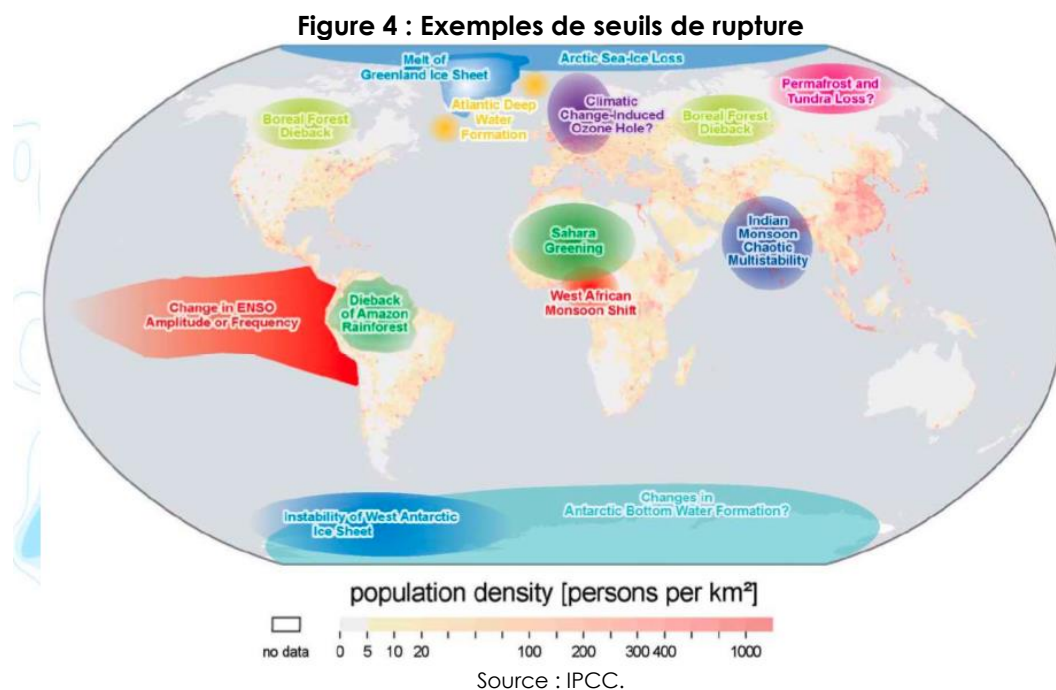 Figure 4 : Exemples de seuils de rupture
Melt of
Greenland Ice Sheet
Arctic Sea-Ice Loss
Atlantic Deep
Water
Formation
Climatic
Change-Induced
Ozone Hole?
Permafrost and
Tundra Loss?
Boreal Forest
Dieback
Boreal Forest
Dieback
Sahara
Greening
Indian
Monsoon
Chaotic
Multistability
West African
Monsoon Shift
Change in ENSO
Amplitude or Frequency
Dieback
of Amazon
Rainforest
Instability of West Antarctic
Ice Sheet
Changes in
Antarctic Bottom Water Formation?
population density [persons per km²]
no data 0 5 10 20 100 200 300 400 1000
Source : IPCC.